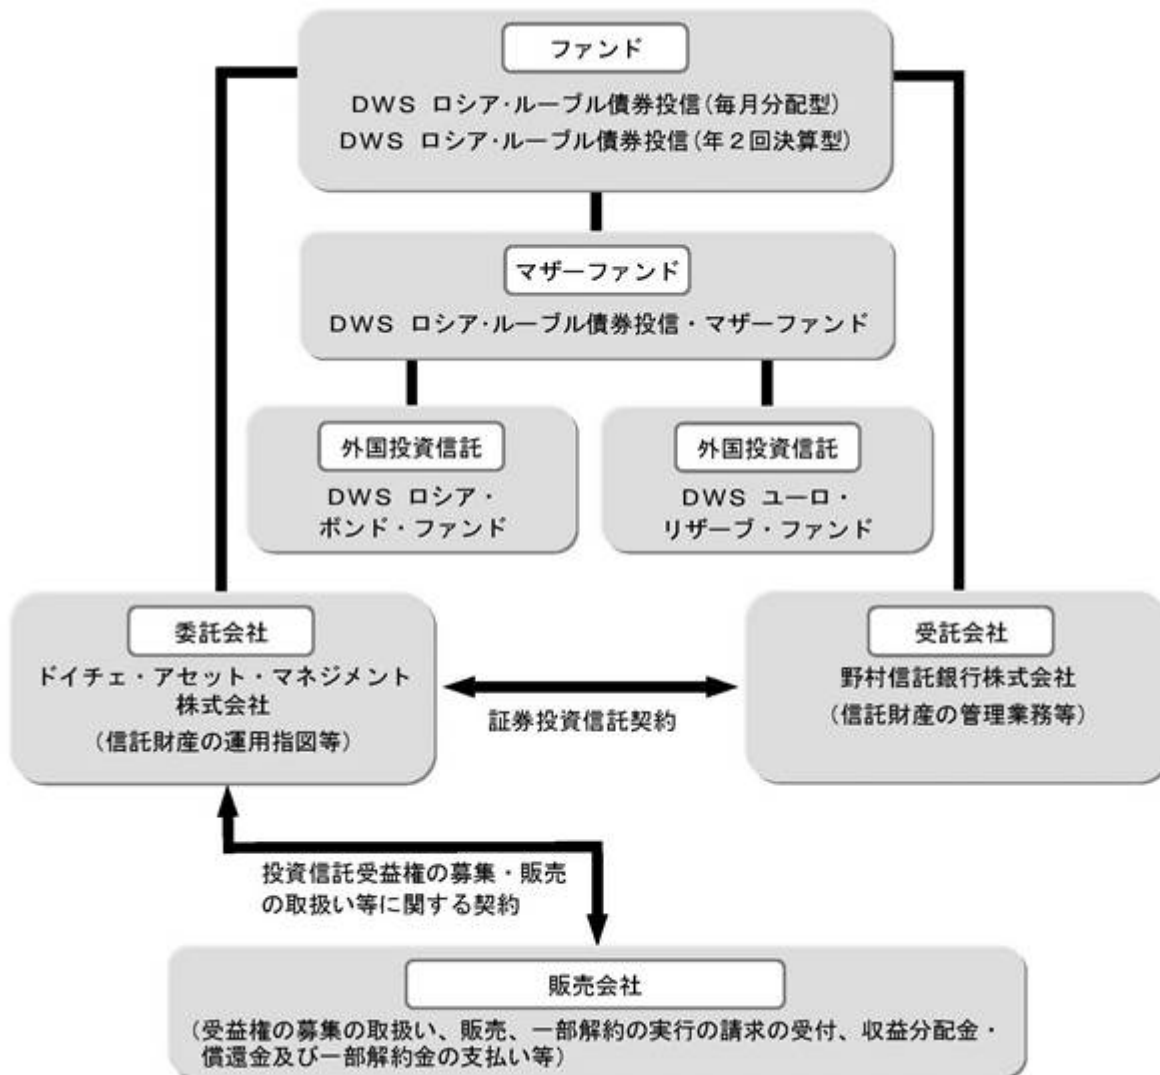 ファンド
DWS ロシア・ルーブル債券投信(毎月分配型)
DWS ロシア・ルーブル債券投信(年2回決算型)
マザーファンド
DWS ロシア・ルーブル債券投信・マザーファンド
外国投資信託
DWS ロシア・
ボンド・ファンド
外国投資信託
DWS ユーロ・
リザーブ・ファンド
委託会社
ドイチェ・アセット・マネジメント
株式会社
(信託財産の運用指図等)
証券投資信託契約
受託会社
野村信託銀行株式会社
(信託財産の管理業務等)
投資信託受益権の募集・販売
の取扱い等に関する契約
販売会社
(受益権の募集の取扱い、販売、一部解約の実行の請求の受付、収益分配金・
償還金及び一部解約金の支払い等)